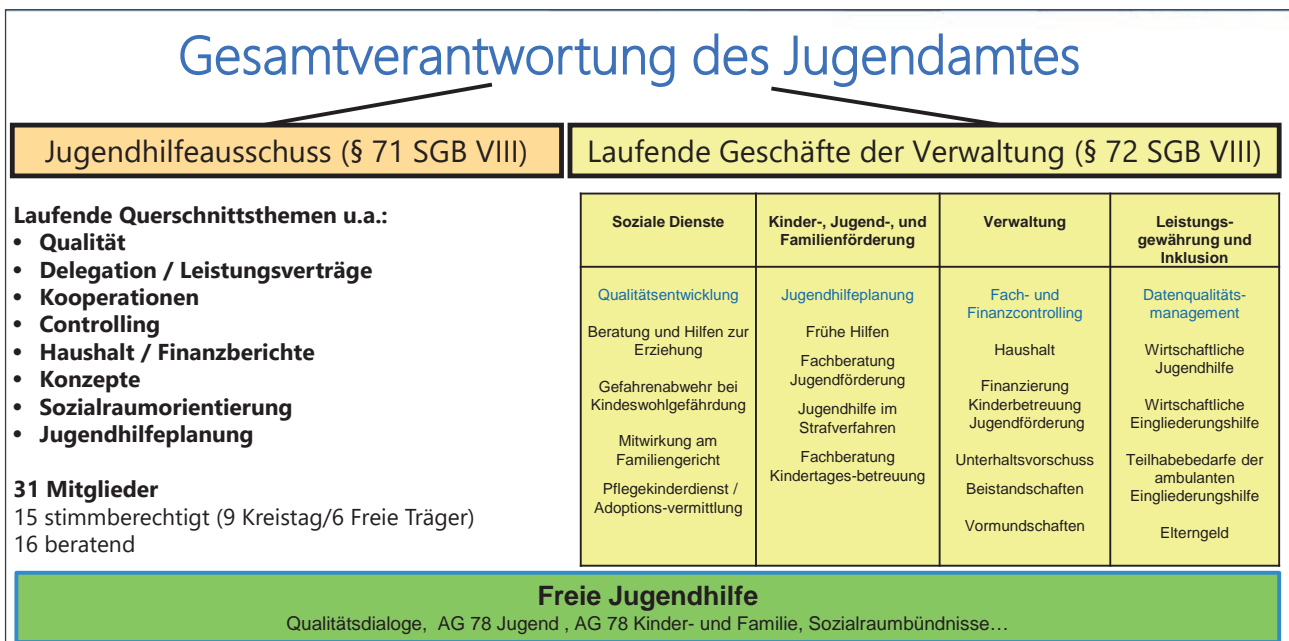 Gesamtverantwortung des Jugendamtes
Jugendhilfeausschuss (§ 71 SGB VIII)
Laufende Geschäfte der Verwaltung (§ 72 SGB VIII)
Laufende Querschnittsthemen u.a.:
• Qualität
• Delegation / Leistungsverträge
• Kooperationen
• Controlling
• Haushalt / Finanzberichte
• Konzepte
• Sozialraumorientierung
• Jugendhilfeplanung
31 Mitglieder
15 stimmberechtigt (9 Kreistag/6 Freie Träger)
16 beratend
Soziale Dienste
Qualitätsentwicklung
Beratung und Hilfen zur
Erziehung
Gefahrenabwehr bei
Kindeswohlgefährdung
Mitwirkung am
Familiengericht
Pflegekinderdienst /
Adoptions-vermittlung
Kinder-, Jugend-, und
Familienförderung
Jugendhilfeplanung
Frühe Hilfen
Fachberatung
Jugendförderung
Jugendhilfe im
Strafverfahren
Fachberatung
Kindertages-betreuung
Verwaltung
Fach- und
Finanzcontrolling
Haushalt
Finanzierung
Kinderbetreuung
Jugendförderung
Unterhaltsvorschuss
Beistandschaften
Vormundschaften
Leistungs-
gewährung und
Inklusion
Datenqualitäts-
management
Wirtschaftliche
Jugendhilfe
Wirtschaftliche
Eingliederungshilfe
Teilhabebedarfe der
ambulanten
Eingliederungshilfe
Elterngeld
Freie Jugendhilfe
Qualitätsdialoge, AG 78 Jugend , AG 78 Kinder- und Familie, Sozialraumbündnisse…